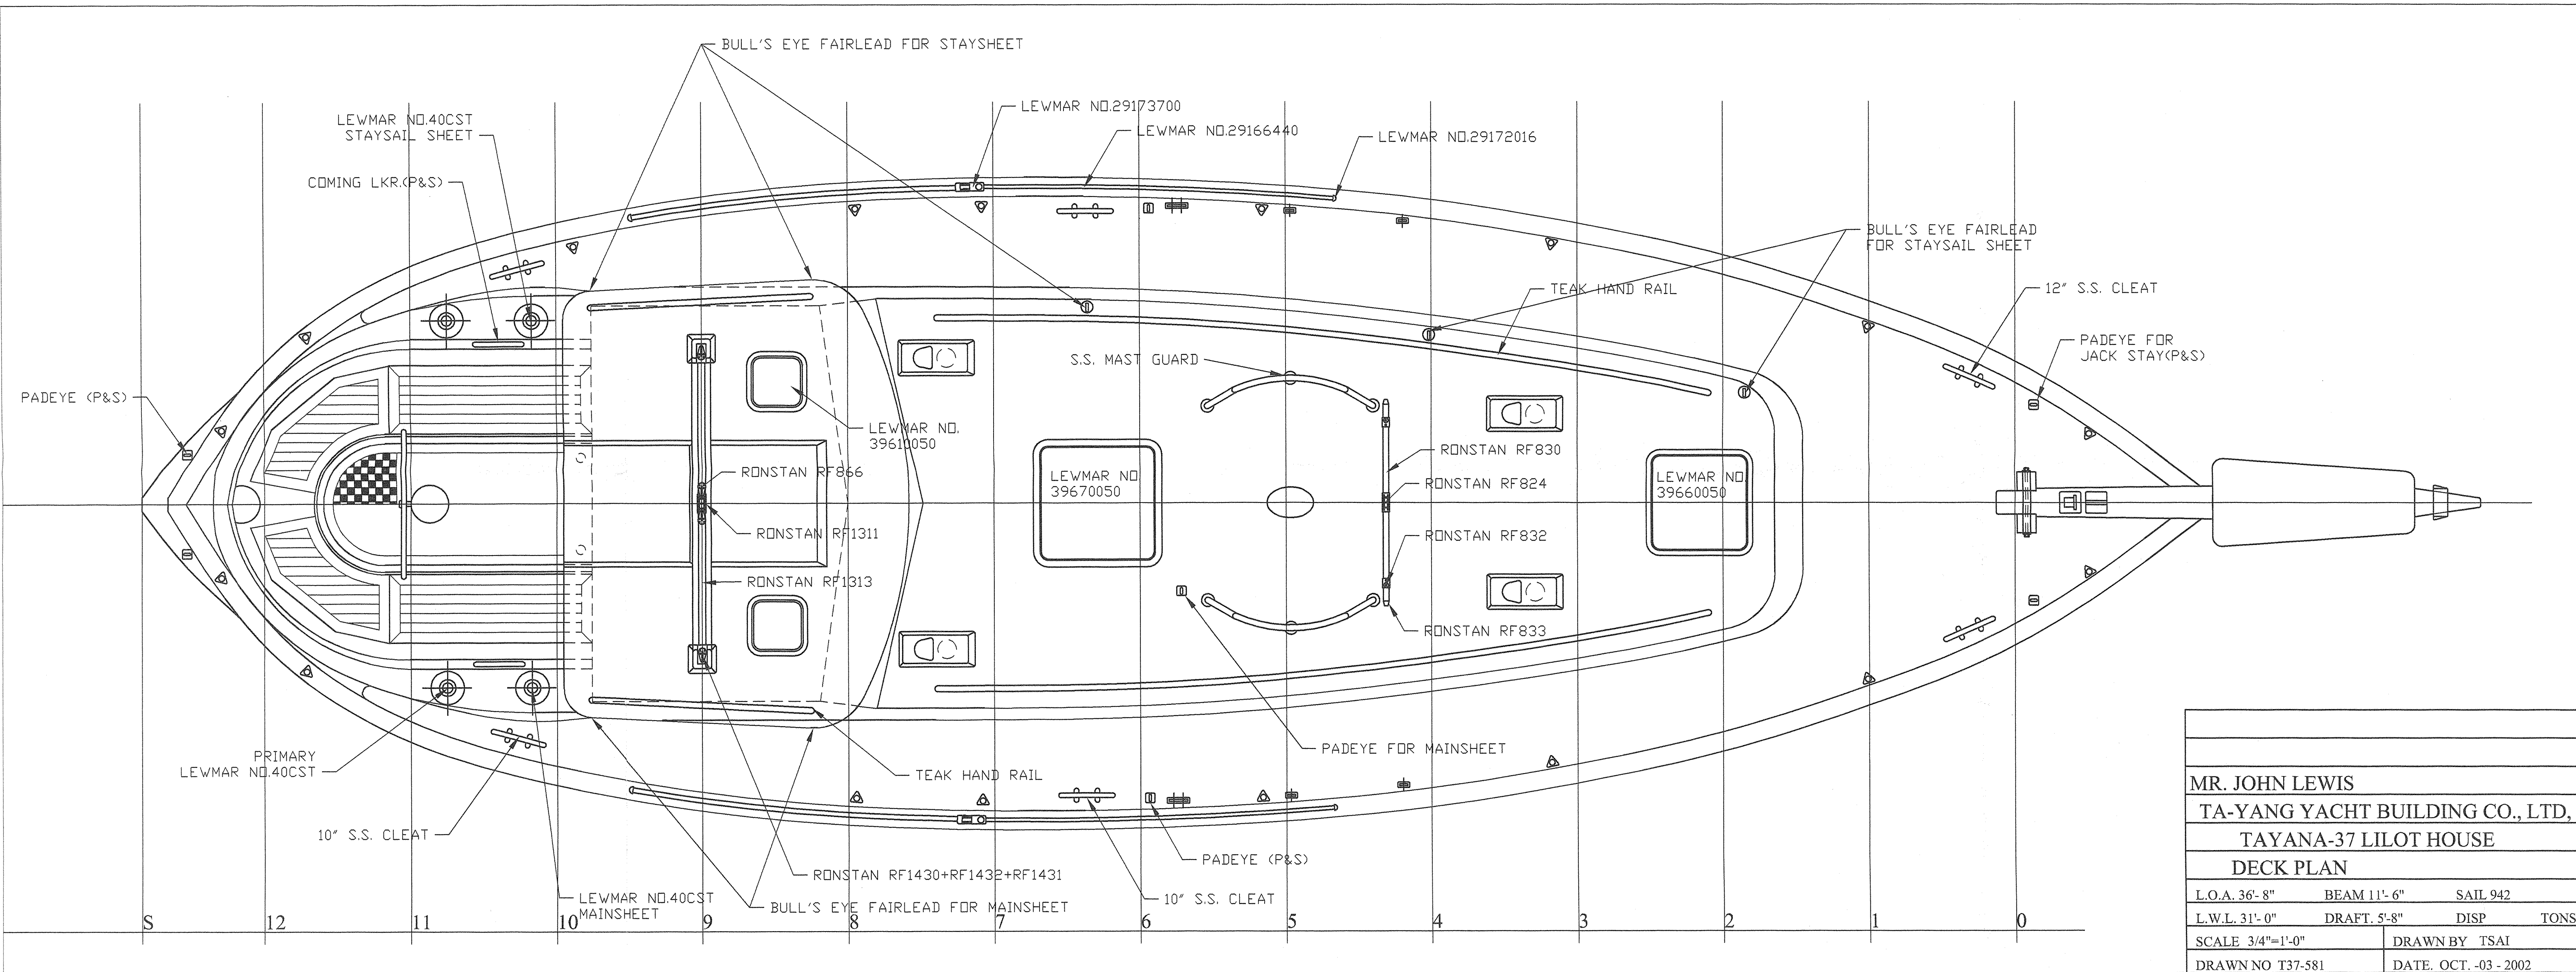 BULL'S EYE FAIRLEAD FOR STAYSHEET
LEWMAR NO.29173700
LEWMAR NO.40CST
STAYSAIL SHEET
LEWMAR NO.29166440
LEWMAR NO.29172016
COMING LKR.(P&S)
BULL'S EYE FAIRLEAD
FOR STAYSAIL SHEET
TEAK HAND RAIL
12" S.S. CLEAT
PADEYE FOR
JACK STAY(P&S)
S.S. MAST GUARD
PADEYE (P&S)
LEWMAR NO.
39610050
RONSTAN RF830
RONSTAN RF866
LEWMAR NO.
39670050
RONSTAN RF824
LEWMAR NO.
39660050
RONSTAN RF1311
RONSTAN RF832
RONSTAN RF1313
RONSTAN RF833
PADEYE FOR MAINSHEET
PRIMARY
LEWMAR NO.40CST
TEAK HAND RAIL
10" S.S. CLEAT
PADEYE (P&S)
RONSTAN RF1430+RF1432+RF1431
LEWMAR NO.40CST
MAINSHEET
BULL'S EYE FAIRLEAD FOR MAINSHEET
10" S.S. CLEAT
S 12 11 10 9 8 7 6 5 4 3 2 1 0
MR. JOHN LEWIS
TA-YANG YACHT BUILDING CO., LTD,
TAYANA-37 LILOT HOUSE
DECK PLAN
L.O.A. 36'- 8" BEAM 11'- 6" SAIL 942
L.W.L. 31'- 0" DRAFT. 5'-8" DISP TONS
SCALE 3/4"=1'-0" DRAWN BY TSAI
DRAWN NO T37-581 DATE. OCT. -03 - 2002